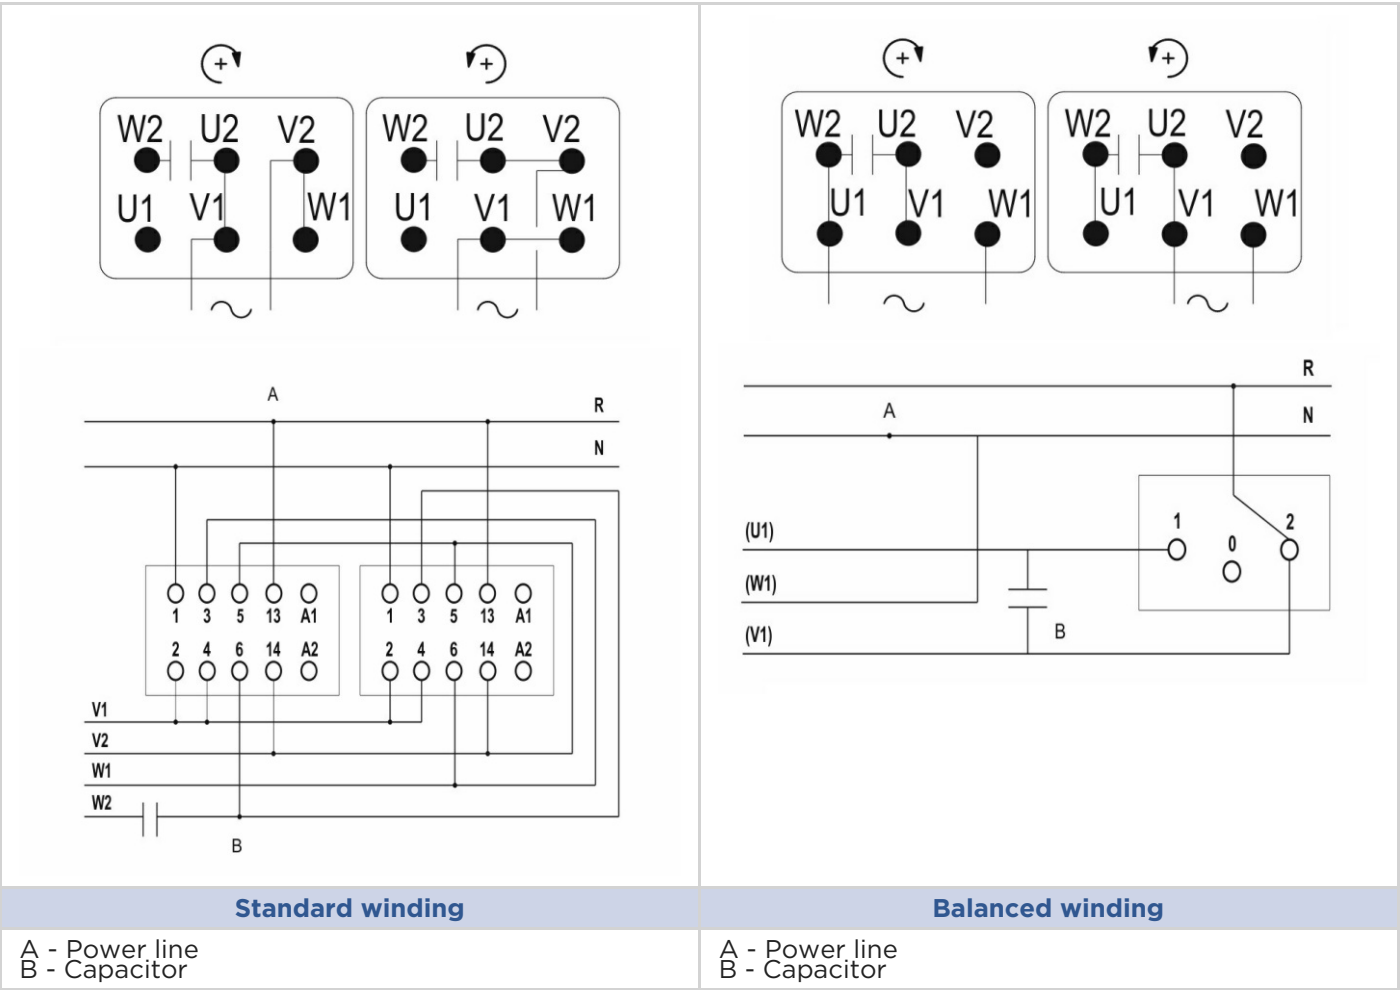 + +
W2 U2 V2 W2 U2 V2
U1 V1 W1 U1 V1 W1
A
R
N
1 3 5 13 A1 1 3 5 13 A1
2 4 6 14 A2 2 4 6 14 A2
V1
V2
W1
W2
B
+ +
W2 U2 V2 W2 U2 V2
U1 V1 W1 U1 V1 W1
R
A N
(U1) 1 0 2
(W1)
(V1) B
Standard winding Balanced winding
A - Power line
B - Capacitor
A - Power line
B - Capacitor